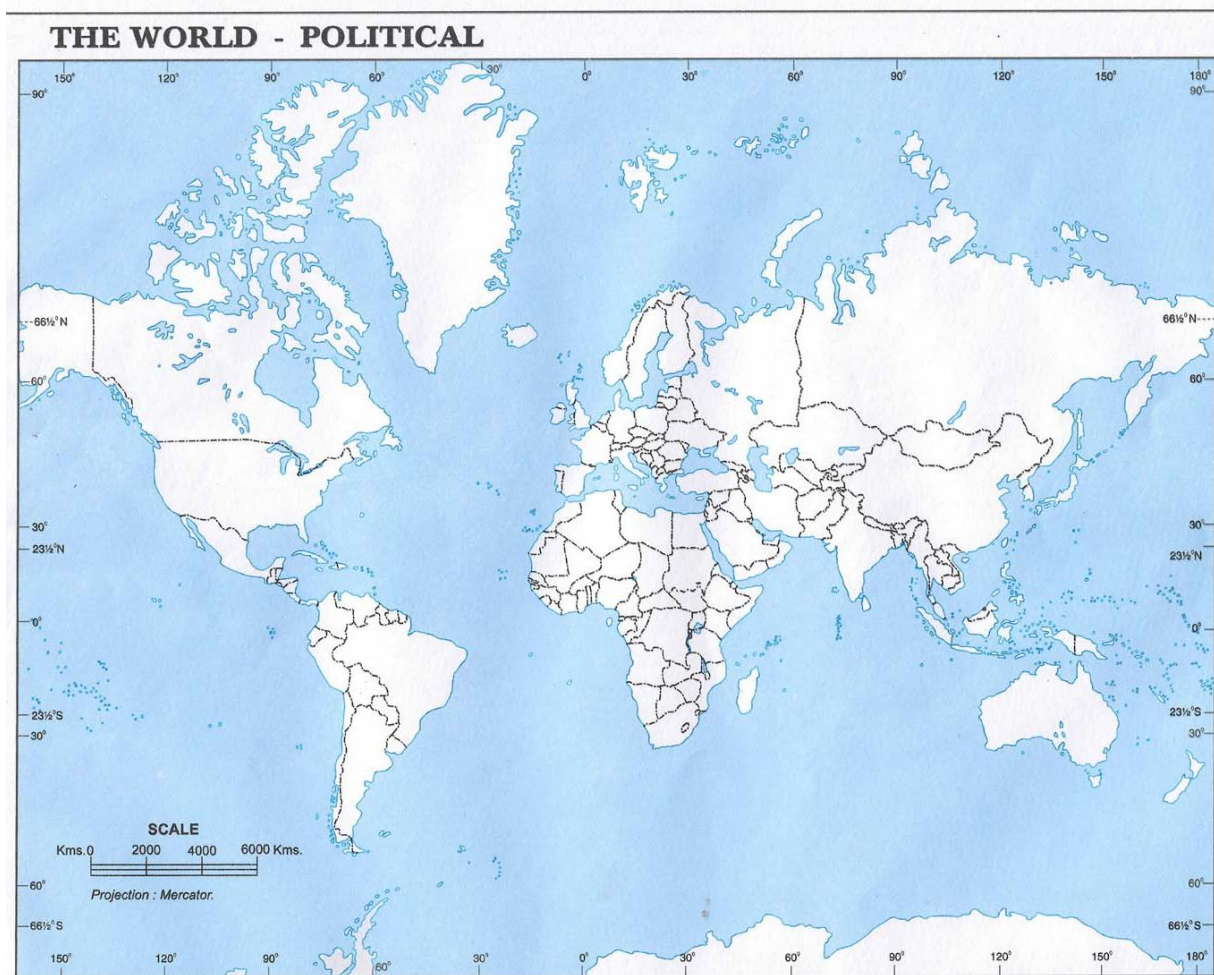 THE WORLD - POLITICAL
150° 120° 90° 60° 30° 0° 30° 60° 90° 120° 150° 180°
90° 90°
66½°N 66½°N
60° 60°
30° 30°
23½°N 23½°N
0° 0°
23½°S 23½°S
30° 30°
SCALE
Kms.0 2000 4000 6000 Kms.
60° 60°
Projection : Mercator.
66½°S 66½°S
150° 120° 90° 60° 0° 30° 60° 90° 120° 150° 180°